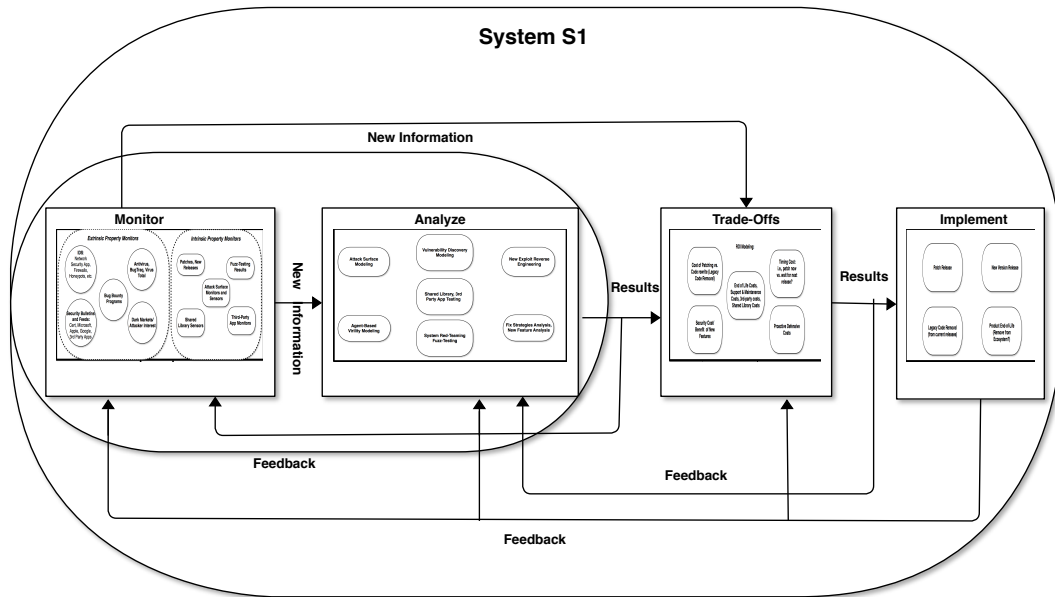 System S1
New Information
Monitor
Extrinsic Property Monitors
IDS:
Network
Security App,
Firewalls,
Honeypots, etc.
Antivirus,
BugTraq, Virus
Total
Bug Bounty
Programs
Security Bulletins
and Feeds:
Cert, Microsoft,
Apple, Google,
3rd Party Apps
Dark Markets/
Attacker Interest
Intrinsic Property Monitors
Patches, New
Releases
Fuzz-Testing
Results
Attack Surface
Monitors and
Sensors
Shared
Library Sensors
Third-Party
App Monitors
New Information
Analyze
Attack Surface
Modeling
Vulnerability Discovery
Modeling
New Exploit Reverse
Engineering
Shared Library, 3rd
Party App Testing
Agent-Based
Virility Modeling
System Red-Teaming
Fuzz-Testing
Fix Strategies Analysis,
New Feature Analysis
Results
Trade-Offs
ROI Modeling:
Cost of Patching vs.
Code rewrite (Legacy
Code Removal)
Timing Cost:
i.e., patch now
vs. wait for next
release?
End of Life Costs,
Support & Maintenance
Costs, 3rd-party costs,
Shared Library Costs
Security Cost/
Benefit of New
Features
Proactive Defensive
Costs
Results
Implement
Patch Release
New Version Release
Legacy Code Removal
(from current release)
Product End-of-Life
(Remove from
Ecosystem?)
Feedback
Feedback
Feedback